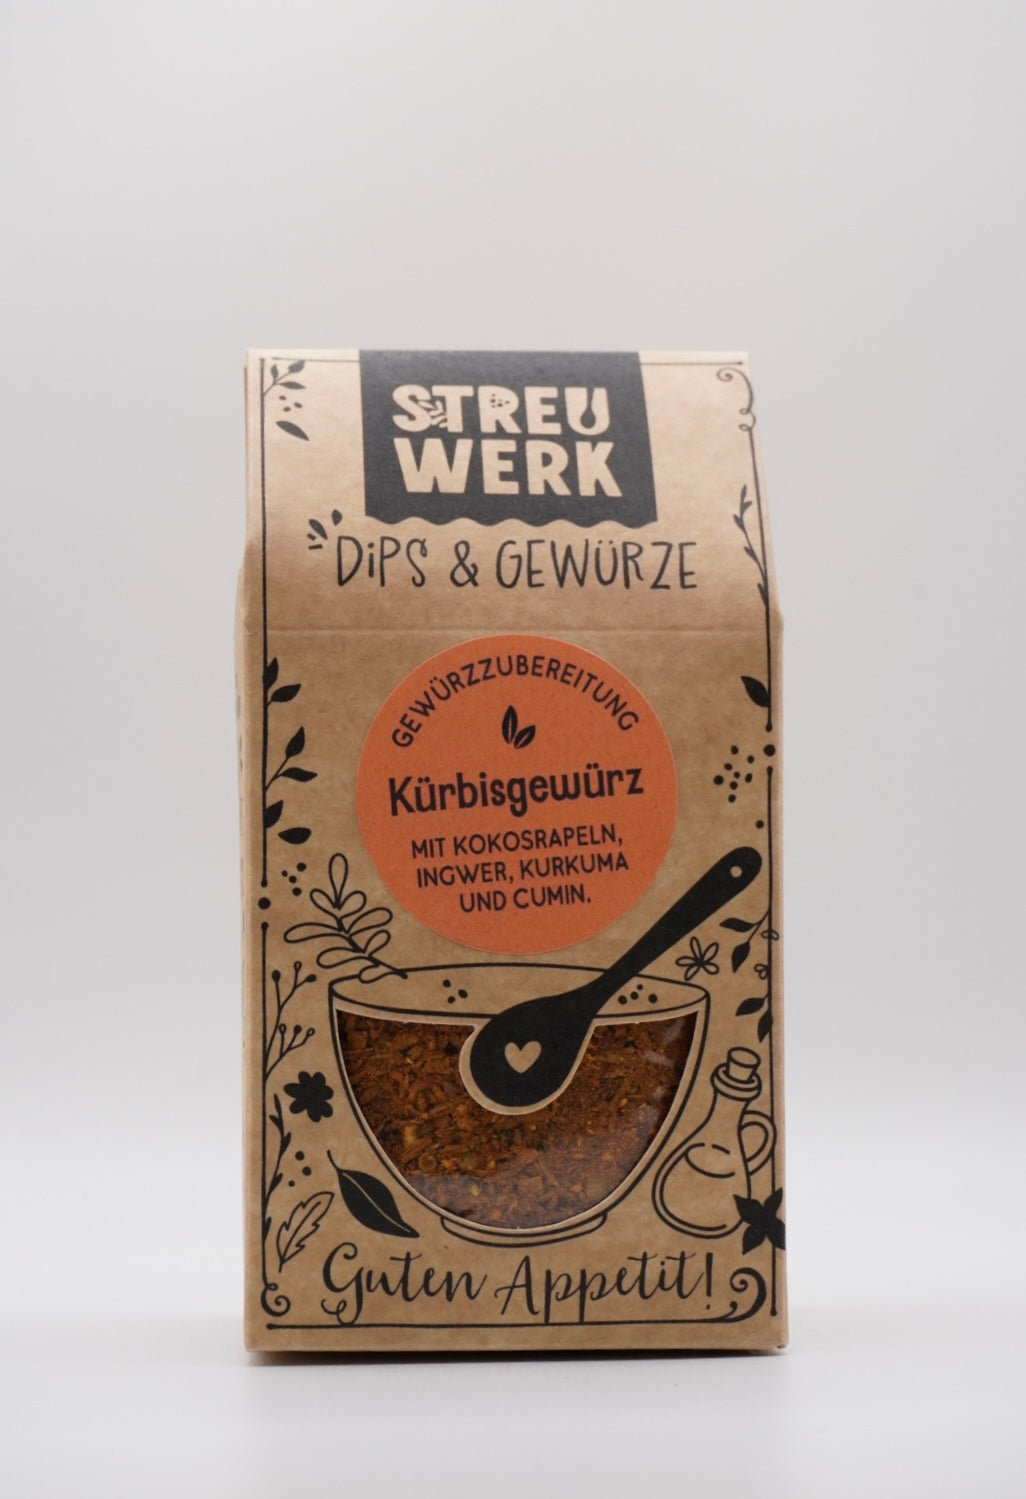 STREU
WERK
DiPS & GEWÜRZE
GEWÜRZZUBEREITUNG
Kürbisgewürz
MIT KOKOSRAPELN,
INGWER, KURKUMA
UND CUMIN.
Guten Appetit!